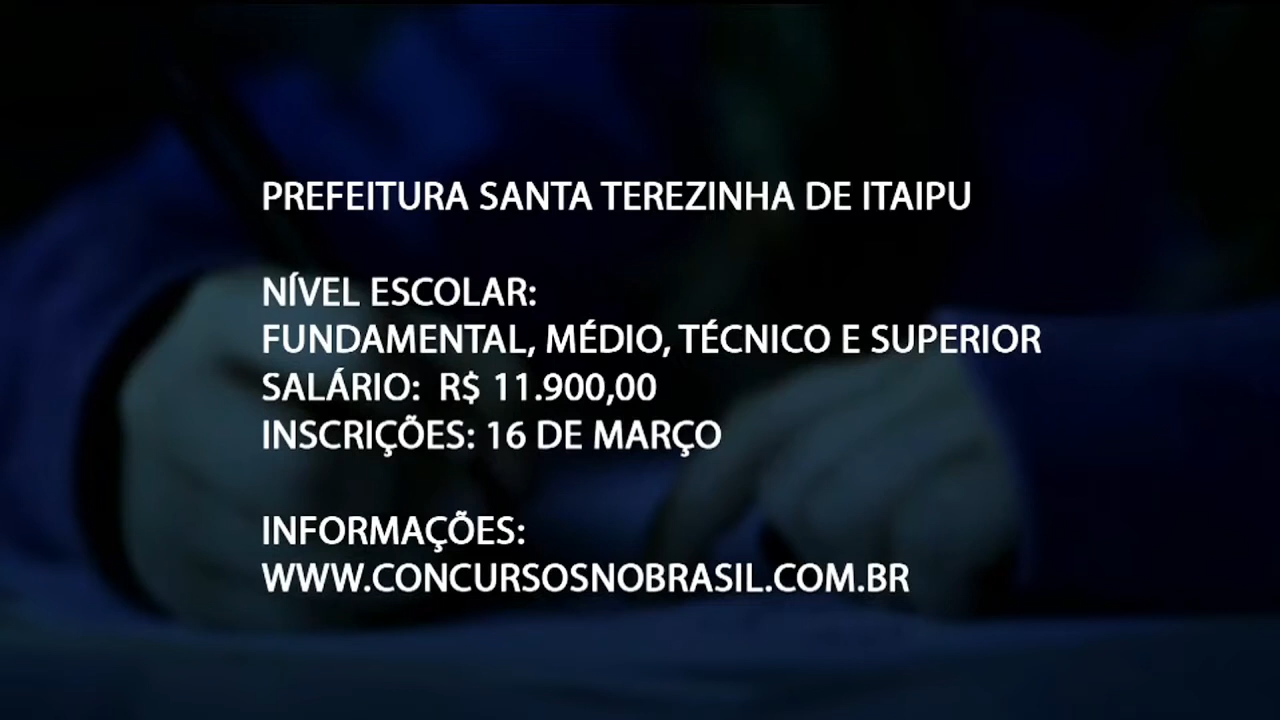 PREFEITURA SANTA TEREZINHA DE ITAIPU
NÍVEL ESCOLAR:
FUNDAMENTAL, MÉDIO, TÉCNICO E SUPERIOR
SALÁRIO: R$ 11.900,00
INSCRIÇÕES: 16 DE MARÇO
INFORMAÇÕES:
WWW.CONCURSOSNOBRASIL.COM.BR